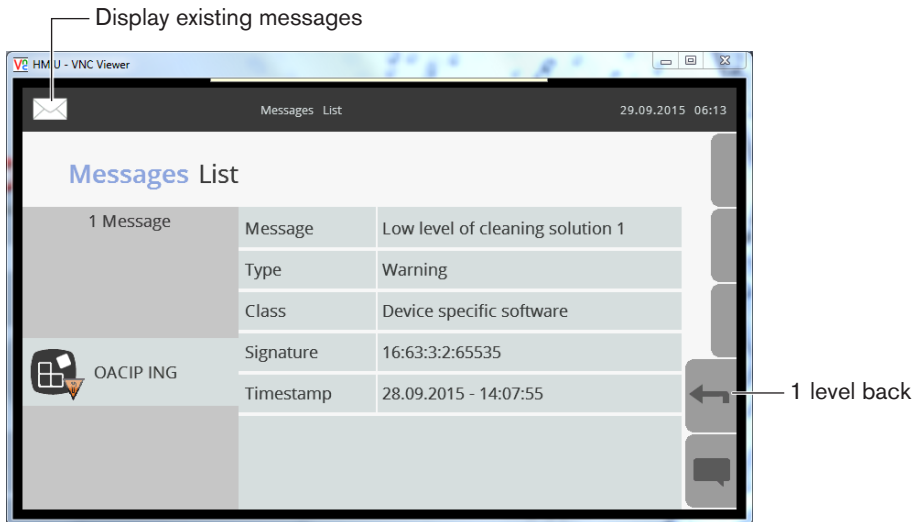 Display existing messages
HMIU - VNC Viewer
Messages List 29.09.2015 06:13
Messages List
1 Message
Message Low level of cleaning solution 1
Type Warning
Class Device specific software
Signature 16:63:3:2:65535
OACIP ING
Timestamp 28.09.2015 - 14:07:55
1 level back